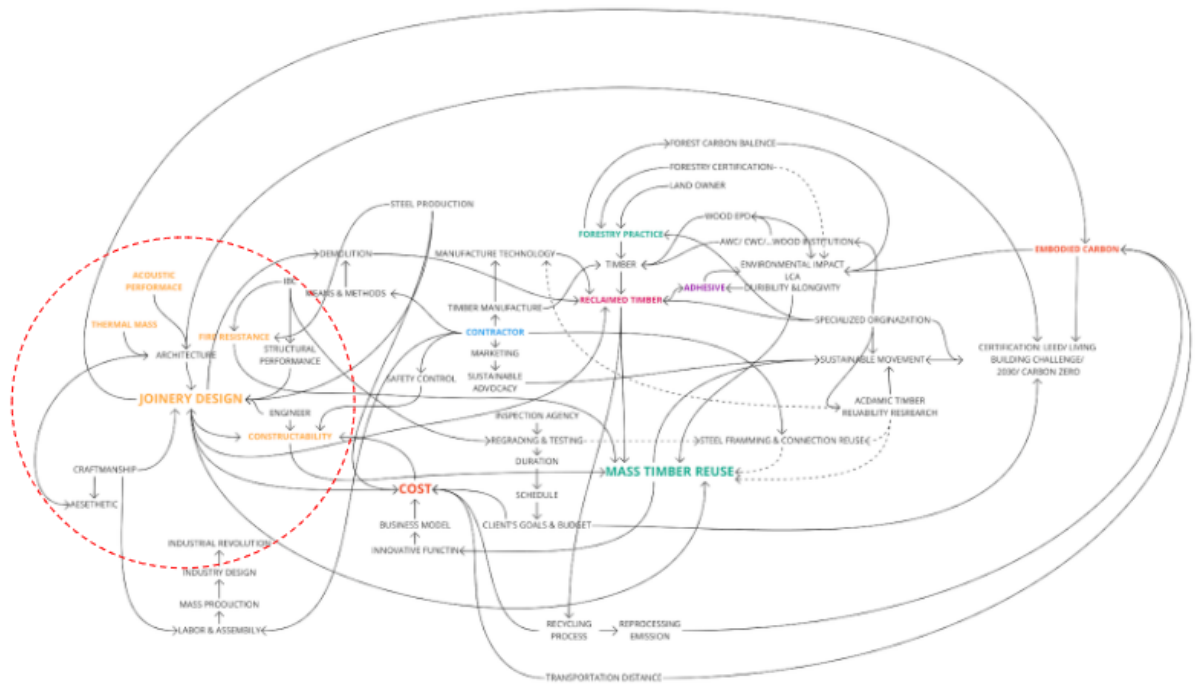 FOREST CARBON BALENCE
FORESTRY CERTIFICATION
LAND OWNER
STEEL PRODUCTION
WOOD EPD
FORESTRY PRACTICE
AWC/ CWC/...WOOD INSTITUTION
EMBODIED CARBON
DEMOLITION
MANUFACTURE TECHNOLOGY
TIMBER
ENVIRONMENTAL IMPACT
LCA
ACOUSTIC
PERFORMACE
IBC
MEANS & METHODS
ADHESIVE
DURIBILITY &LONGIVITY
RECLAIMED TIMBER
TIMBER MANUFACTURE
THERMAL MASS
FIRE RESISTANCE
CONTRACTOR
SPECIALIZED ORGINAZATION
ARCHITECTURE
STRUCTURAL
PERFORMANCE
MARKETING
SUSTAINABLE MOVEMENT
CERTIFICATION: LEED/ LIVING
BUILDING CHALLENGE/
2030/ CARBON ZERO
SAFETY CONTROL
SUSTAINABLE
ADVOCACY
JOINERY DESIGN
ENGINEER
INSPECTION AGENCY
ACDAMIC TIMBER
REUABILITY RESREARCH
CONSTRUCTABILITY
REGRADING & TESTING
STEEL FRAMMING & CONNECTION REUSE
DURATION
CRAFTMANSHIP
MASS TIMBER REUSE
COST
SCHEDULE
AESETHETIC
BUSINESS MODEL
CLIENT'S GOALS & BUDGET
INDUSTRIAL REVOLUTION
INNOVATIVE FUNCTIN
INDUSTRY DESIGN
MASS PRODUCTION
LABOR & ASSEMBLY
RECYCLING
PROCESS
REPROCESSING
EMISSION
TRANSPORTATION DISTANCE